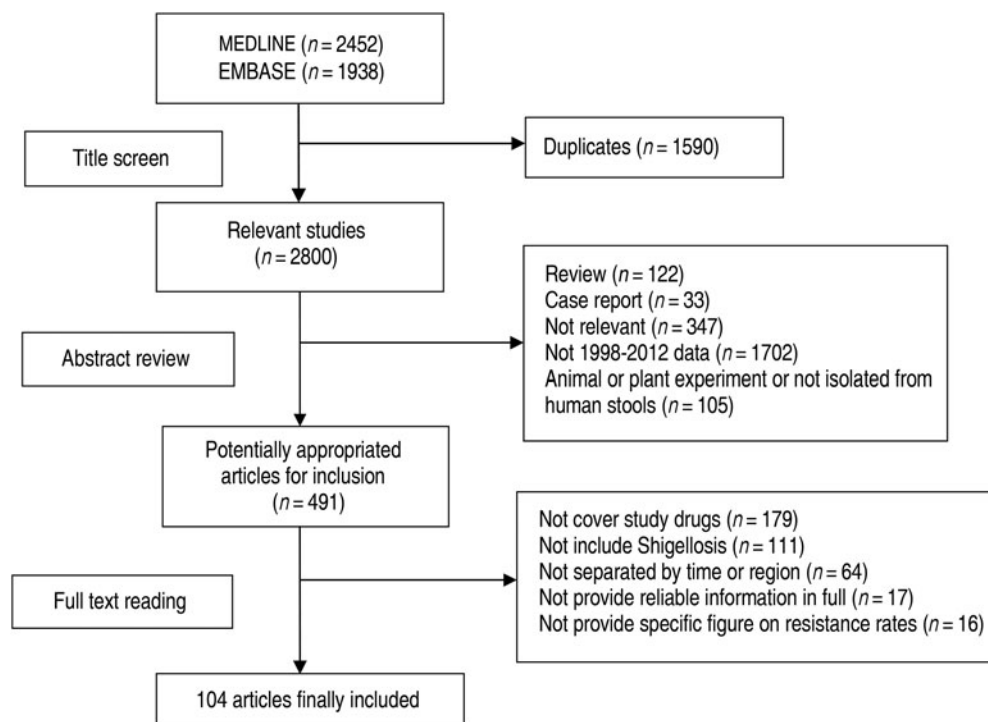 MEDLINE (n = 2452)
EMBASE (n = 1938)
Title screen
Duplicates (n = 1590)
Relevant studies
(n = 2800)
Abstract review
Review (n = 122)
Case report (n = 33)
Not relevant (n = 347)
Not 1998-2012 data (n = 1702)
Animal or plant experiment or not isolated from
human stools (n = 105)
Potentially appropriated
articles for inclusion
(n = 491)
Full text reading
Not cover study drugs (n = 179)
Not include Shigellosis (n = 111)
Not separated by time or region (n = 64)
Not provide reliable information in full (n = 17)
Not provide specific figure on resistance rates (n = 16)
104 articles finally included